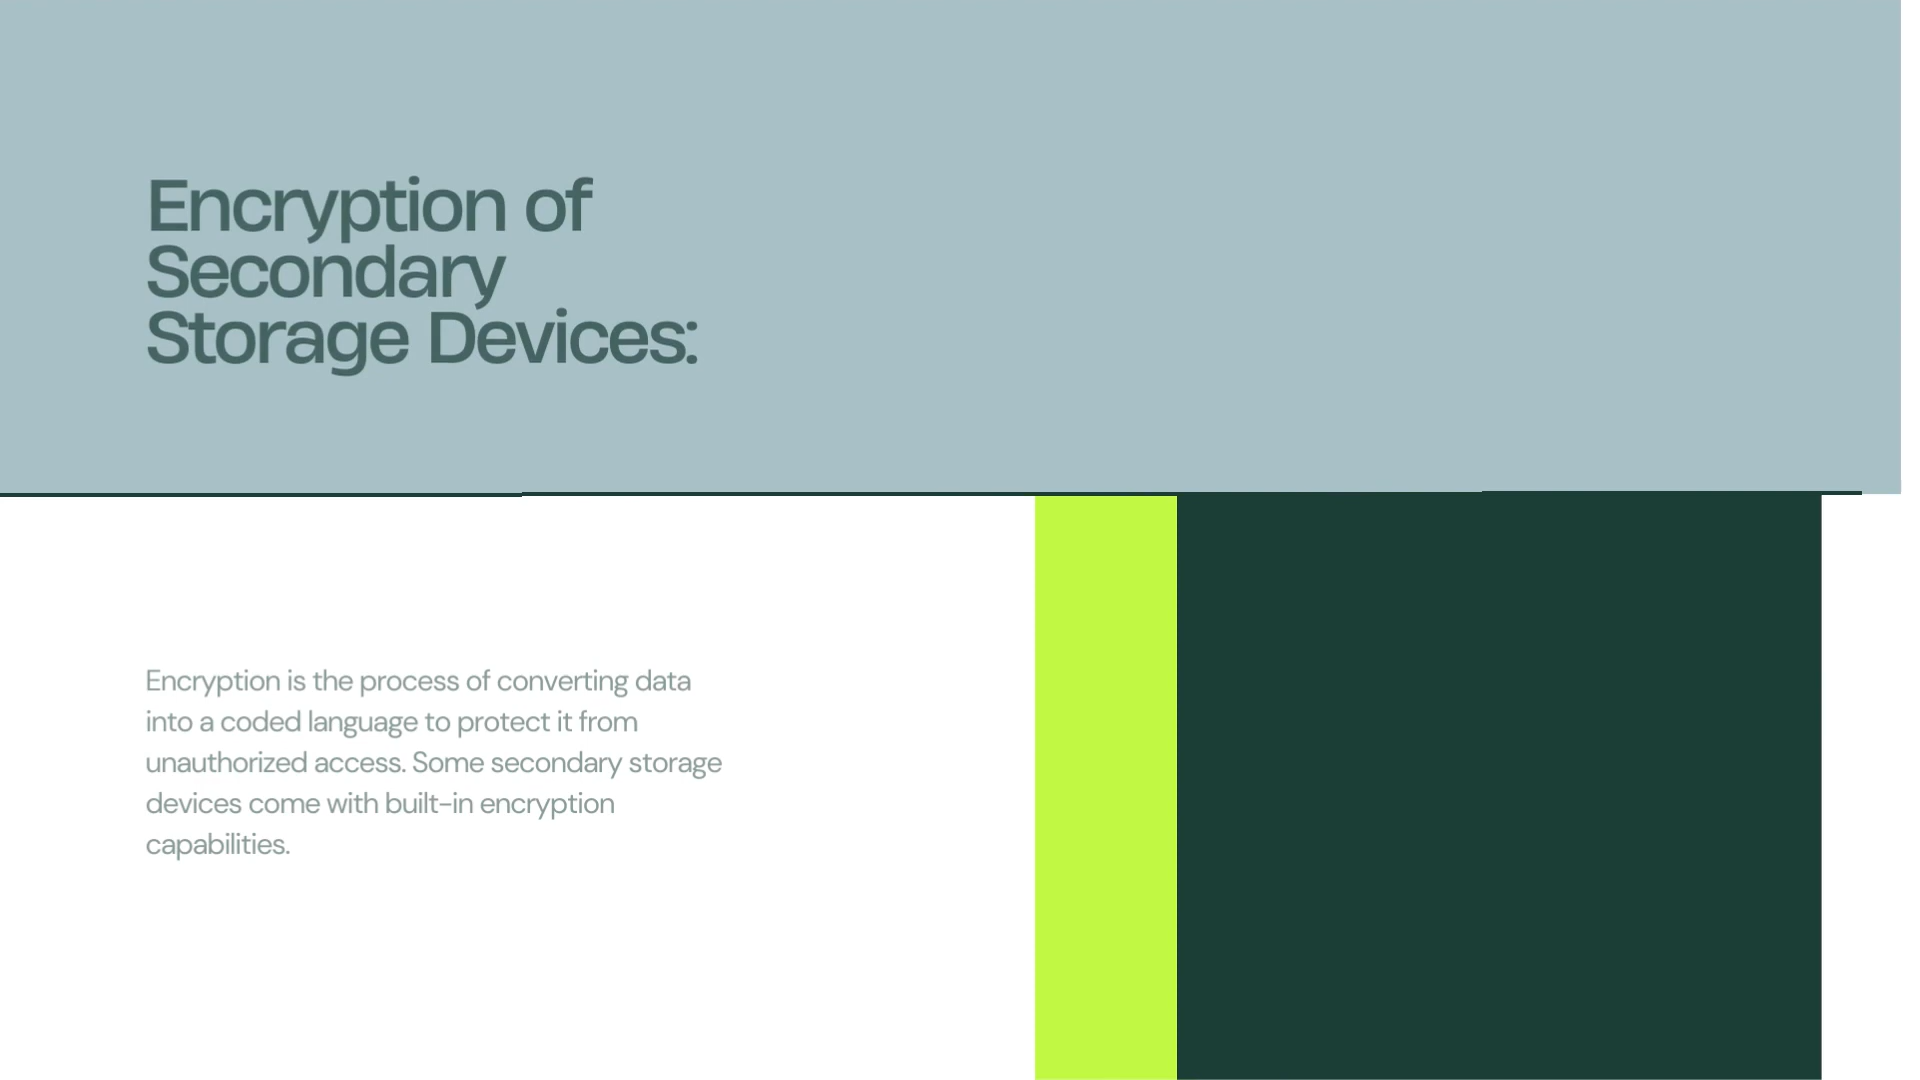 Encryption of
Secondary
Storage Devices:
Encryption is the process of converting data
into a coded language to protect it from
unauthorized access. Some secondary storage
devices come with built-in encryption
capabilities.